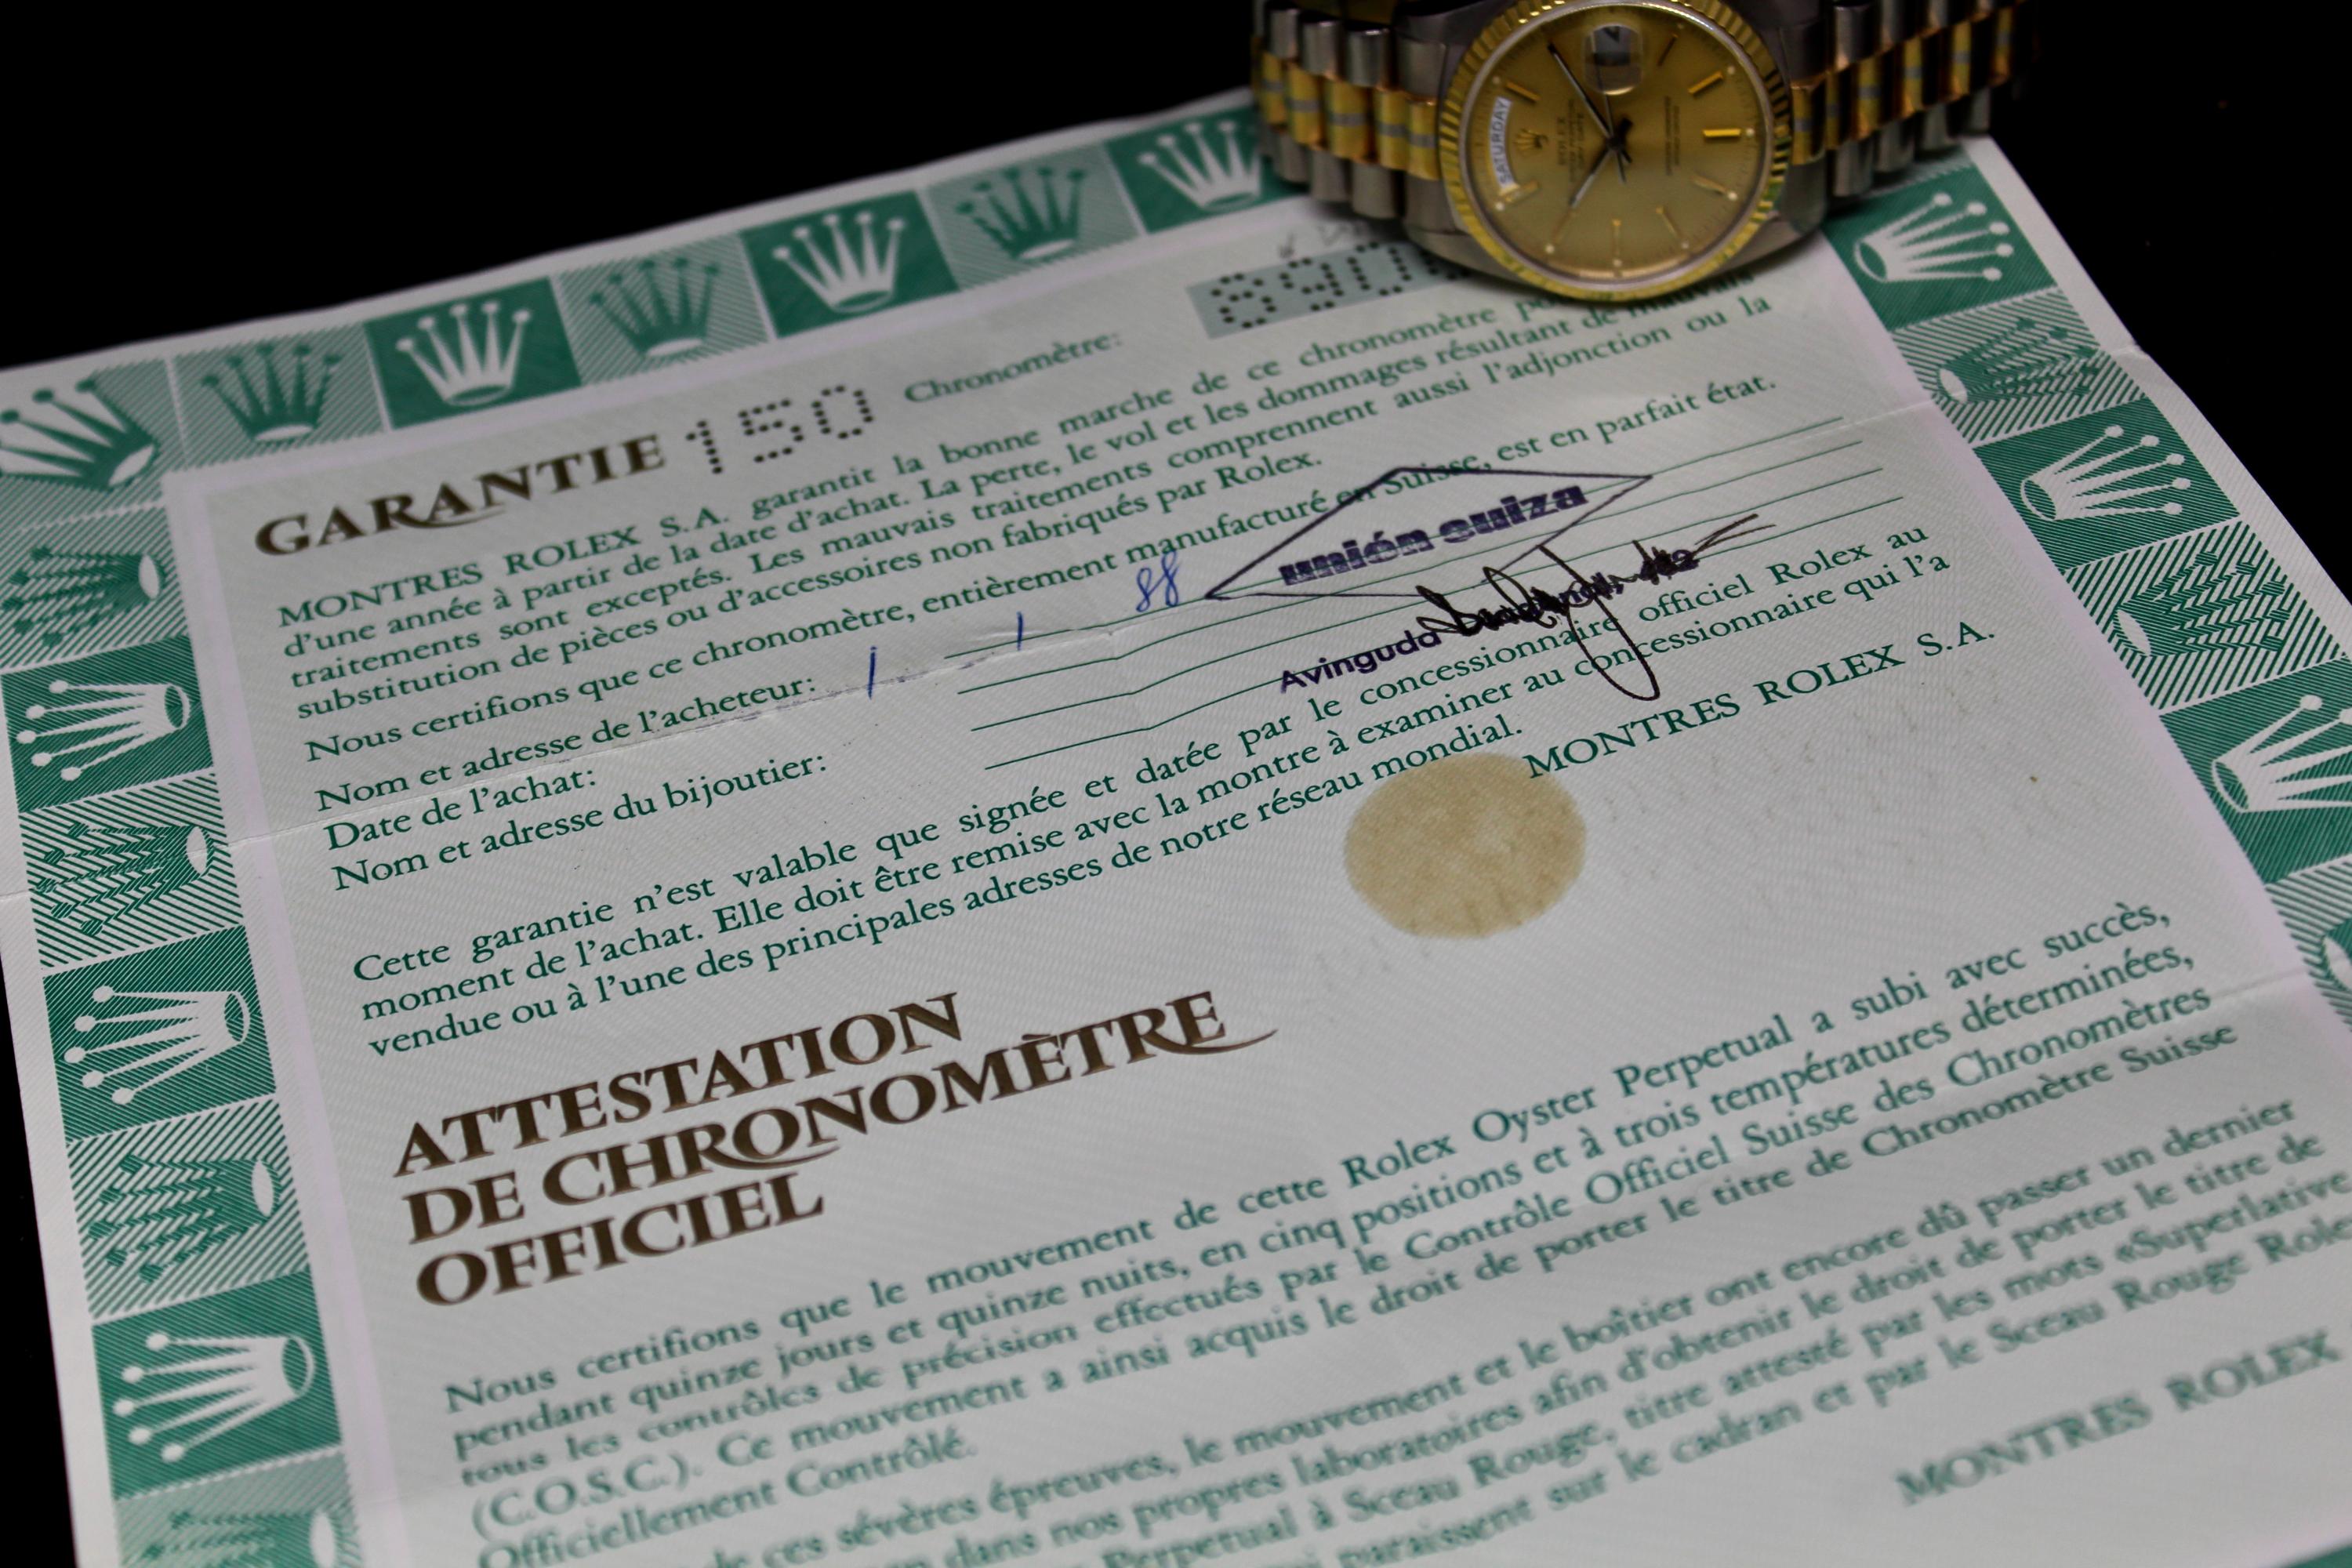 SATURDAY
ROLEX
GARANTIE 150 Chronomètre: 890
MONTRES ROLEX S.A. garantit la bonne marche de ce chronomètre
d'une année à partir de la date d'achat. La perte, le vol et les dommages résultant de mauvais
traitements sont exceptés. Les mauvais traitements comprennent aussi l'adjonction ou la
substitution de pièces ou d'accessoires non fabriqués par Rolex.
Nous certifions que ce chronomètre, entièrement manufacturé en Suisse, est en parfait état.
Nom et adresse de l'acheteur:
Date de l'achat: 1 1 88
Nom et adresse du bijoutier:
unión suiza
Avinguda
Cette garantie n'est valable que signée et datée par le concessionnaire officiel Rolex au
moment de l'achat. Elle doit être remise avec la montre à examiner au concessionnaire qui l'a
vendue ou à l'une des principales adresses de notre réseau mondial.
MONTRES ROLEX S.A.
ATTESTATION
DE CHRONOMÈTRE
OFFICIEL
Nous certifions que le mouvement de cette Rolex Oyster Perpetual a subi avec succès,
pendant quinze jours et quinze nuits, en cinq positions et à trois températures déterminées,
tous les contrôles de précision effectués par le Contrôle Officiel Suisse des Chronomètres
(C.O.S.C.). Ce mouvement a ainsi acquis le droit de porter le titre de Chronomètre Suisse
Officiellement Contrôlé.
de ces sévères épreuves, le mouvement et le boîtier ont encore dû passer un dernier
dans nos propres laboratoires afin d'obtenir le droit de porter le titre de
Perpetual à Sceau Rouge, titre attesté par les mots «Superlative
paraissent sur le cadran et par le Sceau Rouge Role
MONTRES ROLEX